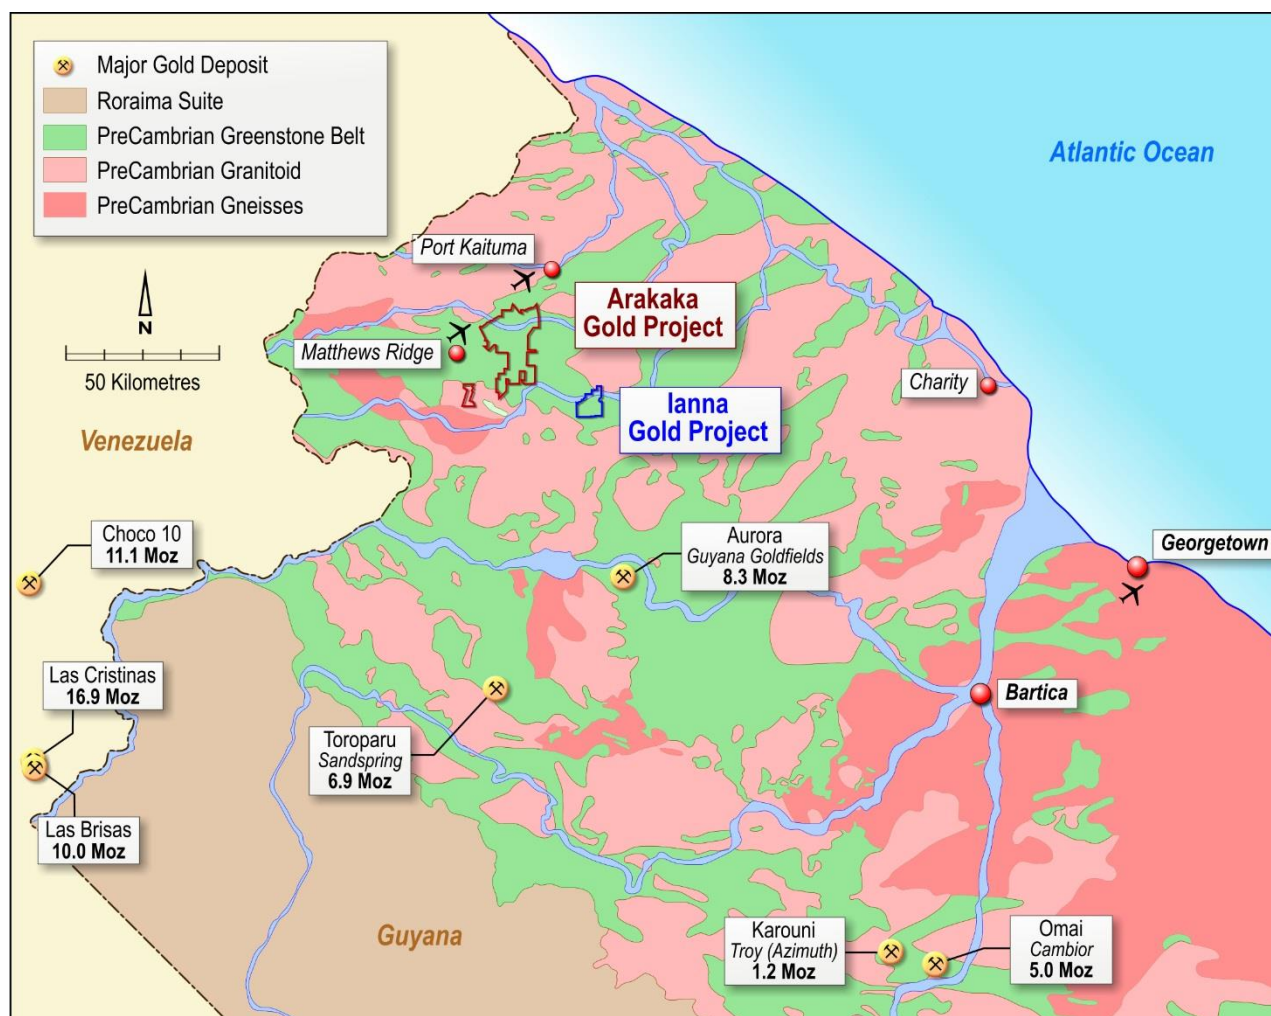 Major Gold Deposit
Roraima Suite
PreCambrian Greenstone Belt
PreCambrian Granitoid
PreCambrian Gneisses
N
50 Kilometres
Atlantic Ocean
Port Kaituma
Arakaka
Gold Project
Matthews Ridge
Ianna
Gold Project
Charity
Venezuela
Choco 10
11.1 Moz
Aurora
Guyana Goldfields
8.3 Moz
Georgetown
Las Cristinas
16.9 Moz
Bartica
Toroparu
Sandspring
6.9 Moz
Las Brisas
10.0 Moz
Guyana
Karouni
Troy (Azimuth)
1.2 Moz
Omai
Cambior
5.0 Moz